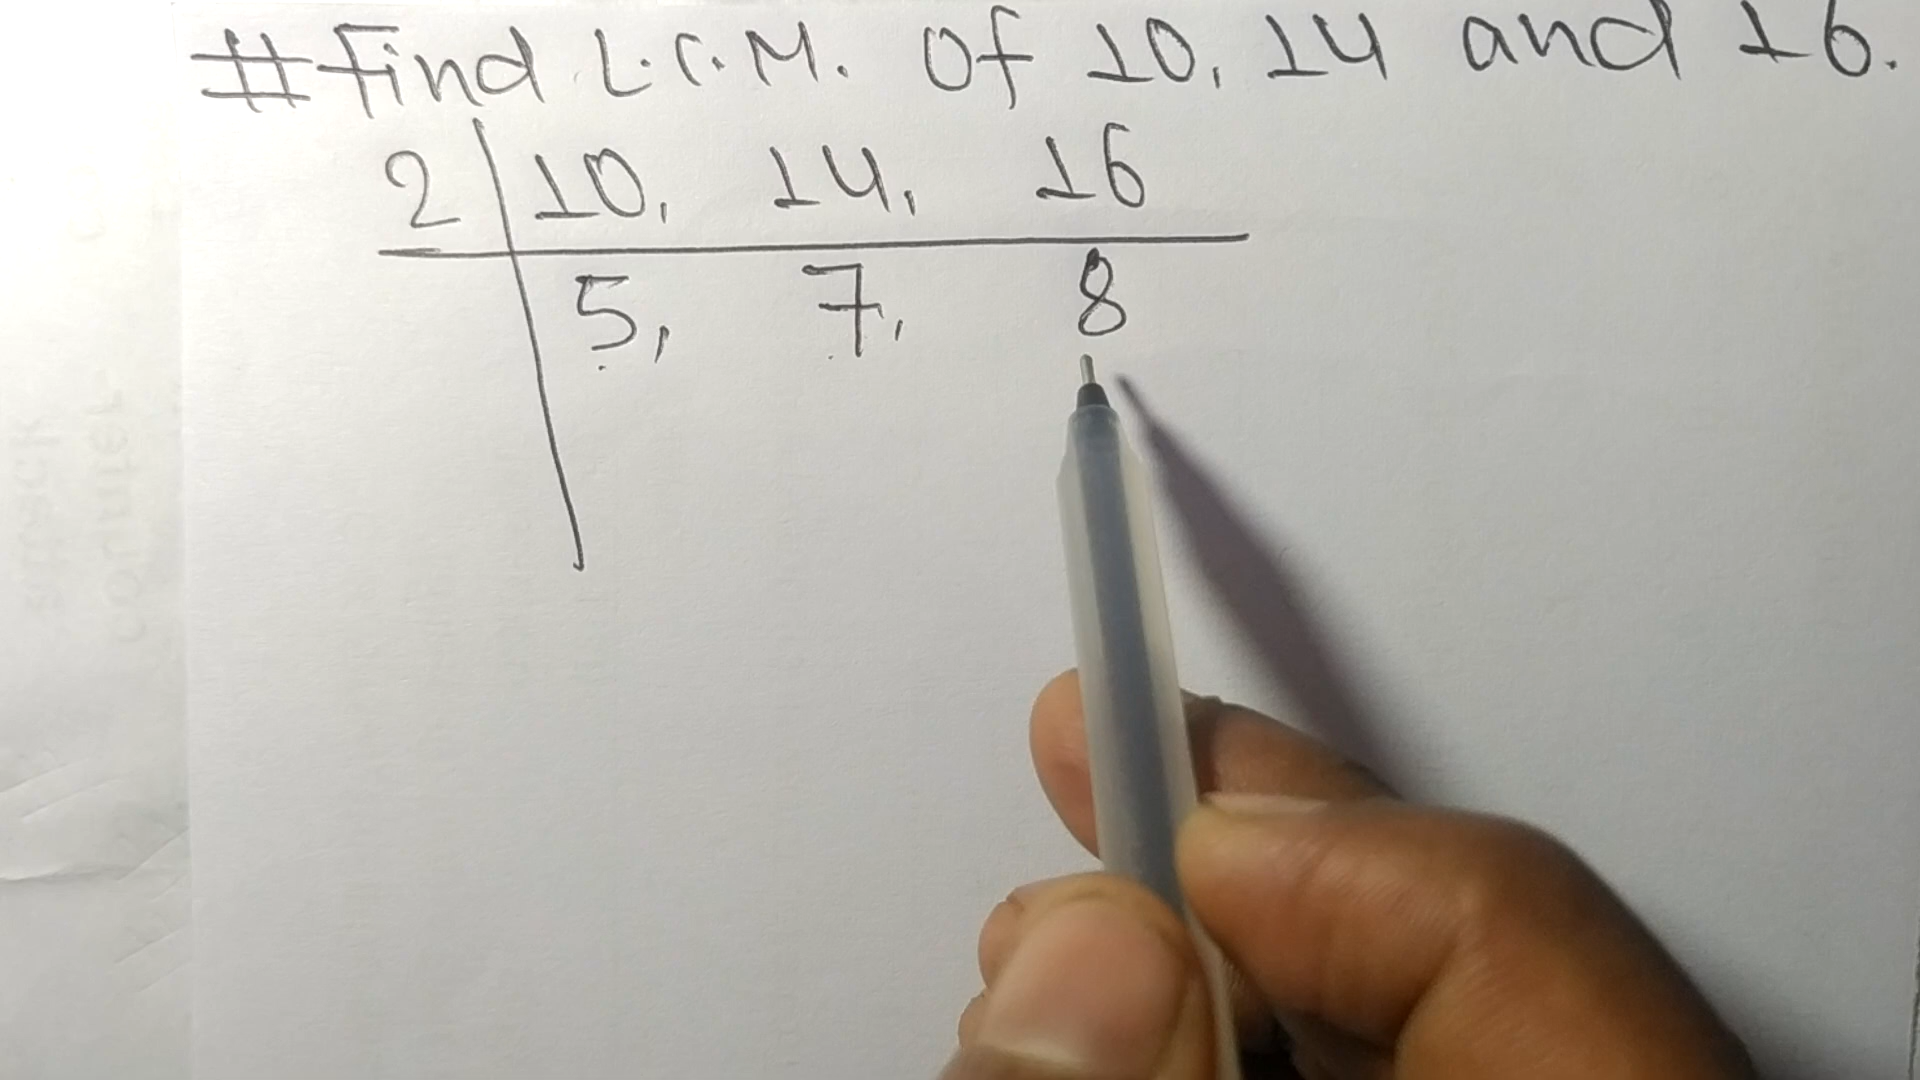 # Find L.C.M. Of 10, 14 and 16.
2 10, 14, 16
5, 7, 8